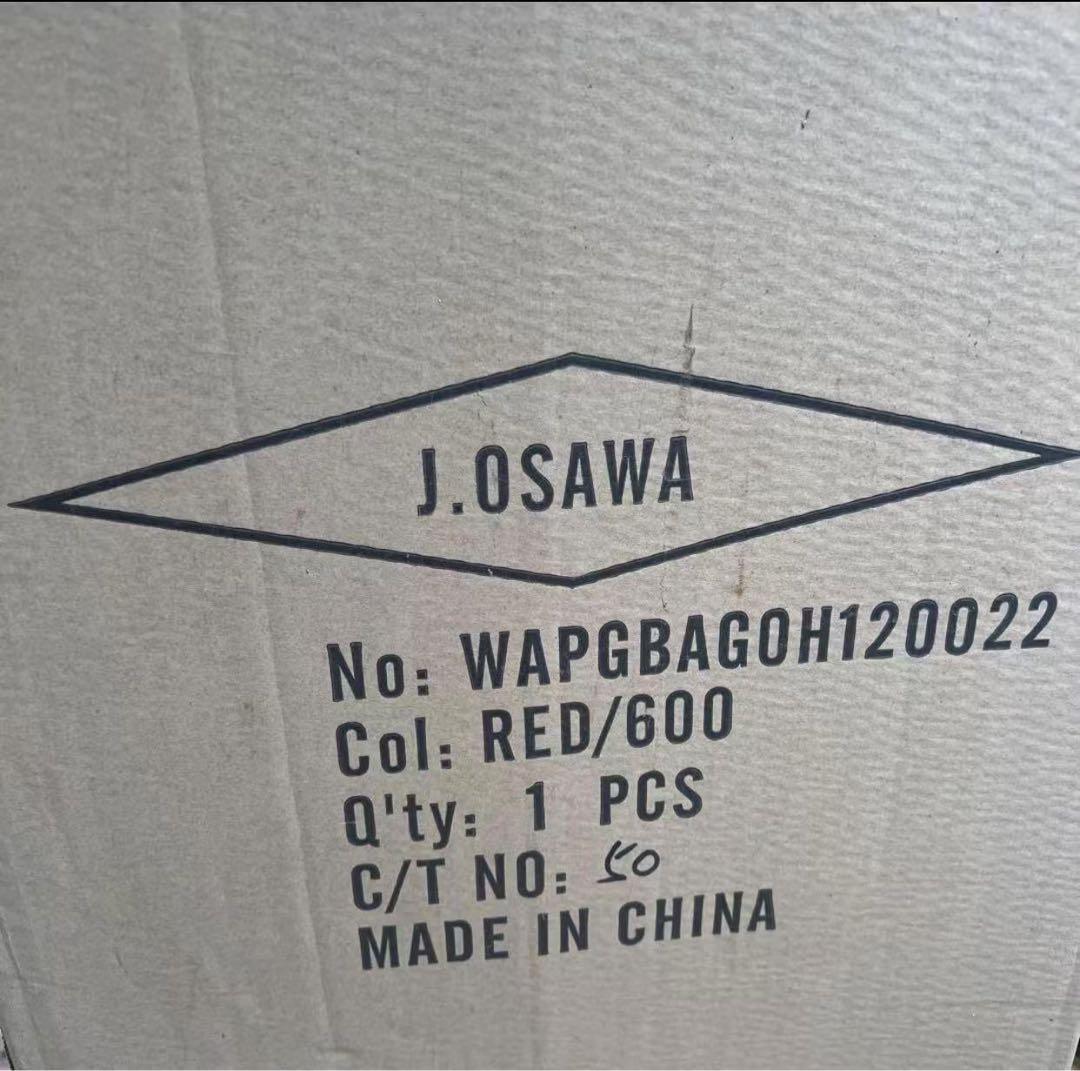 J.OSAWA
No: WAPGBAGOH120022
Col: RED/600
Q'ty: 1 PCS
C/T NO: 50
MADE IN CHINA